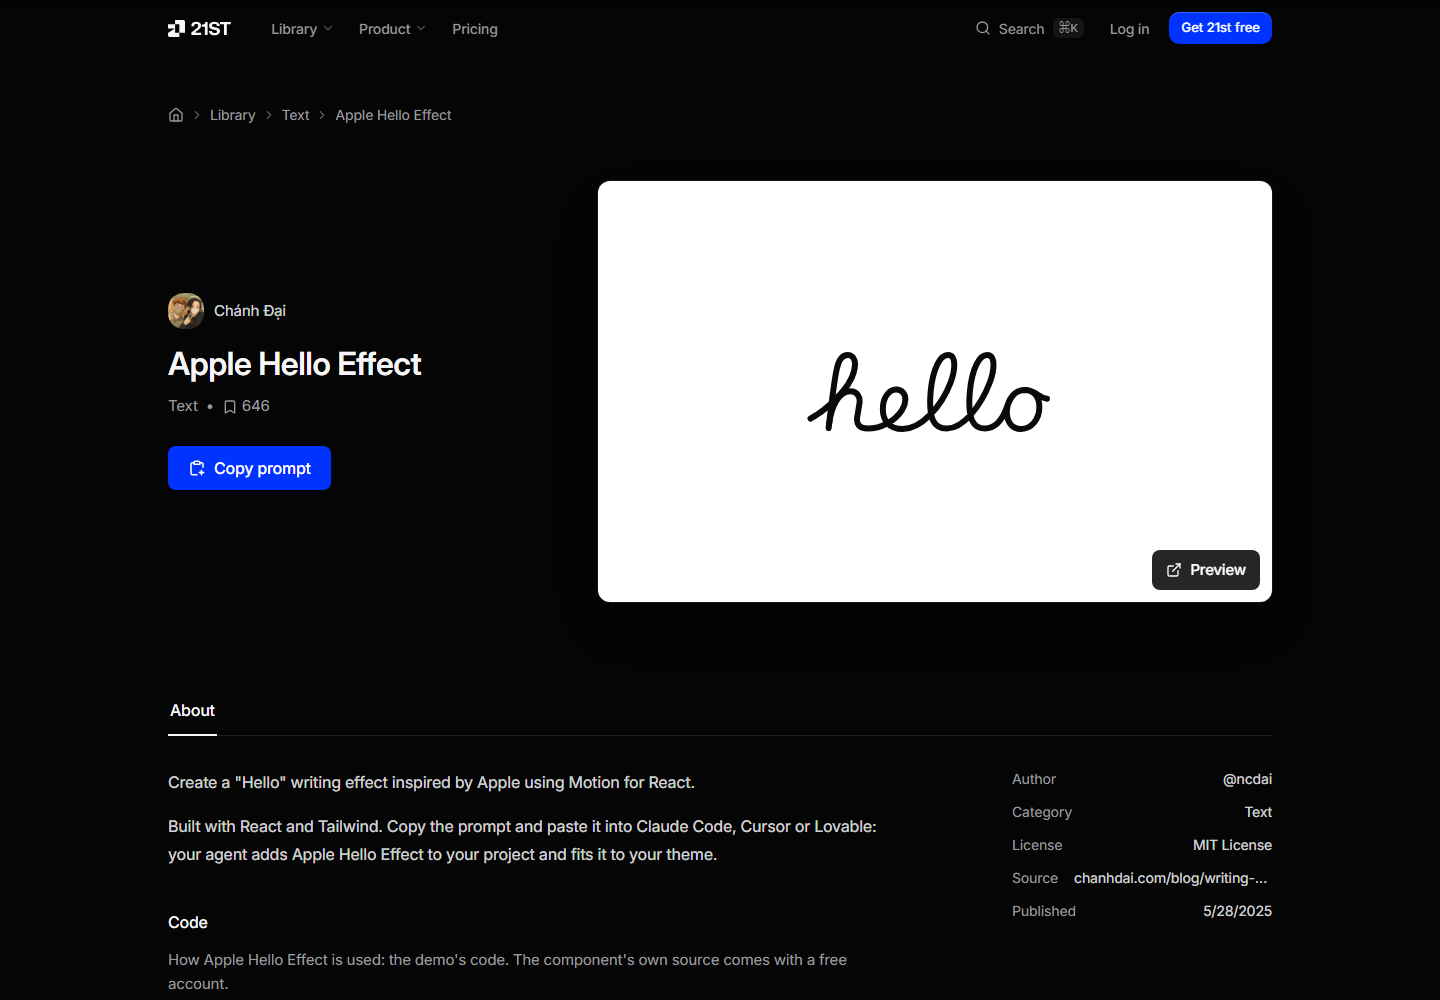 21ST
Library
Product
Pricing
Search ⌘K
Log in
Get 21st free
Library
Text
Apple Hello Effect
Chánh Đại
Apple Hello Effect
Text • 646
Copy prompt
hello
Preview
About
Create a "Hello" writing effect inspired by Apple using Motion for React.
Built with React and Tailwind. Copy the prompt and paste it into Claude Code, Cursor or Lovable:
your agent adds Apple Hello Effect to your project and fits it to your theme.
Author @ncdai
Category Text
License MIT License
Source chanhdai.com/blog/writing-...
Published 5/28/2025
Code
How Apple Hello Effect is used: the demo's code. The component's own source comes with a free
account.